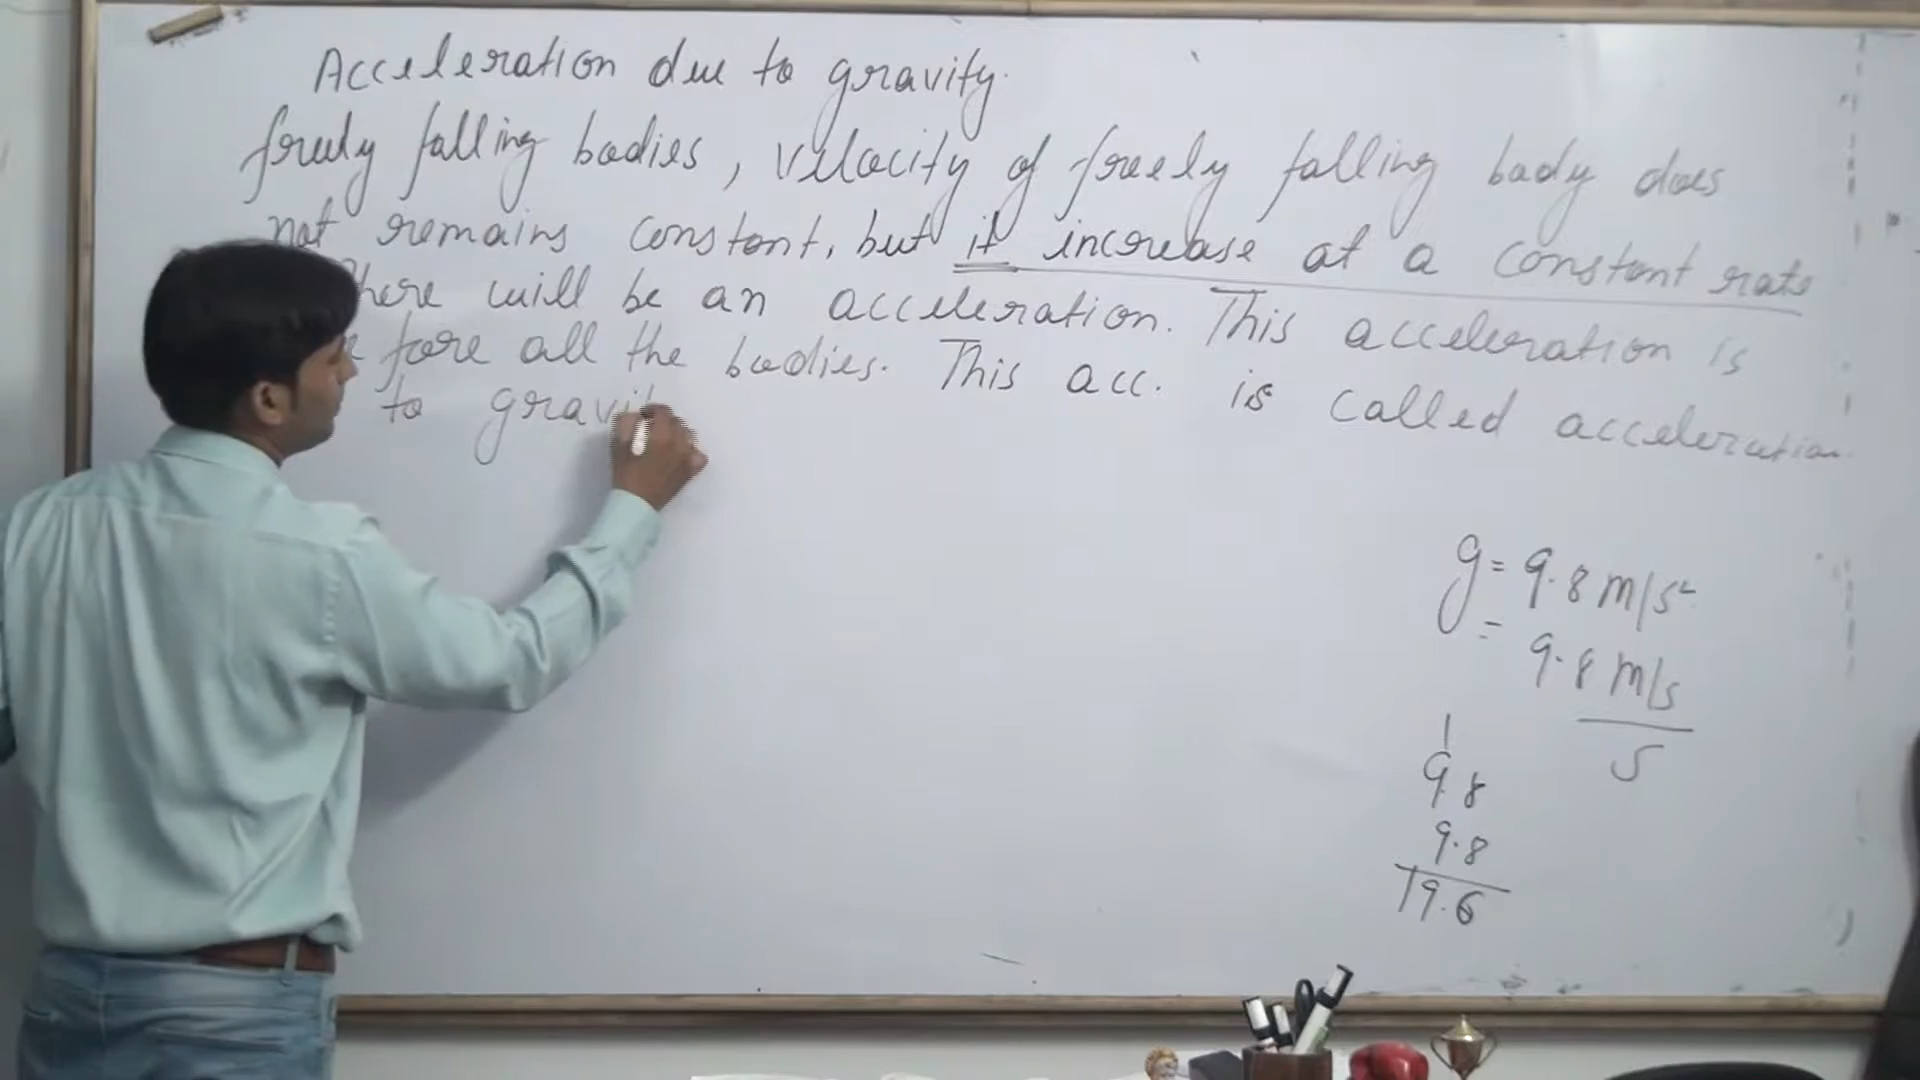 Acceleration due to gravity.
freely falling bodies, velocity of freely falling body does
not remains constant, but it increase at a constant rate
here will be an acceleration. This acceleration is
fore all the bodies. This acc. is called acceleration
to gravit
g = 9.8 m/s²
= 9.8 m/s
s
1
9.8
9.8
19.6